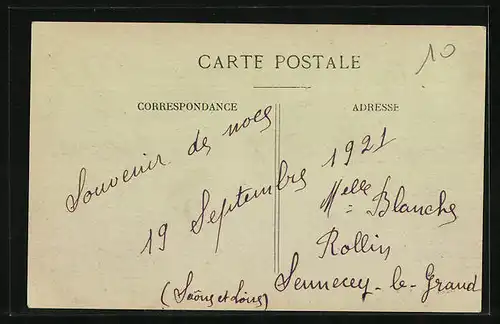 10
CARTE POSTALE
CORRESPONDANCE
ADRESSE
Souvenir de noces
19 Septembre 1921
Melle Blanche
Rollin
Sennecey-le-Grand
(Saône et Loire)